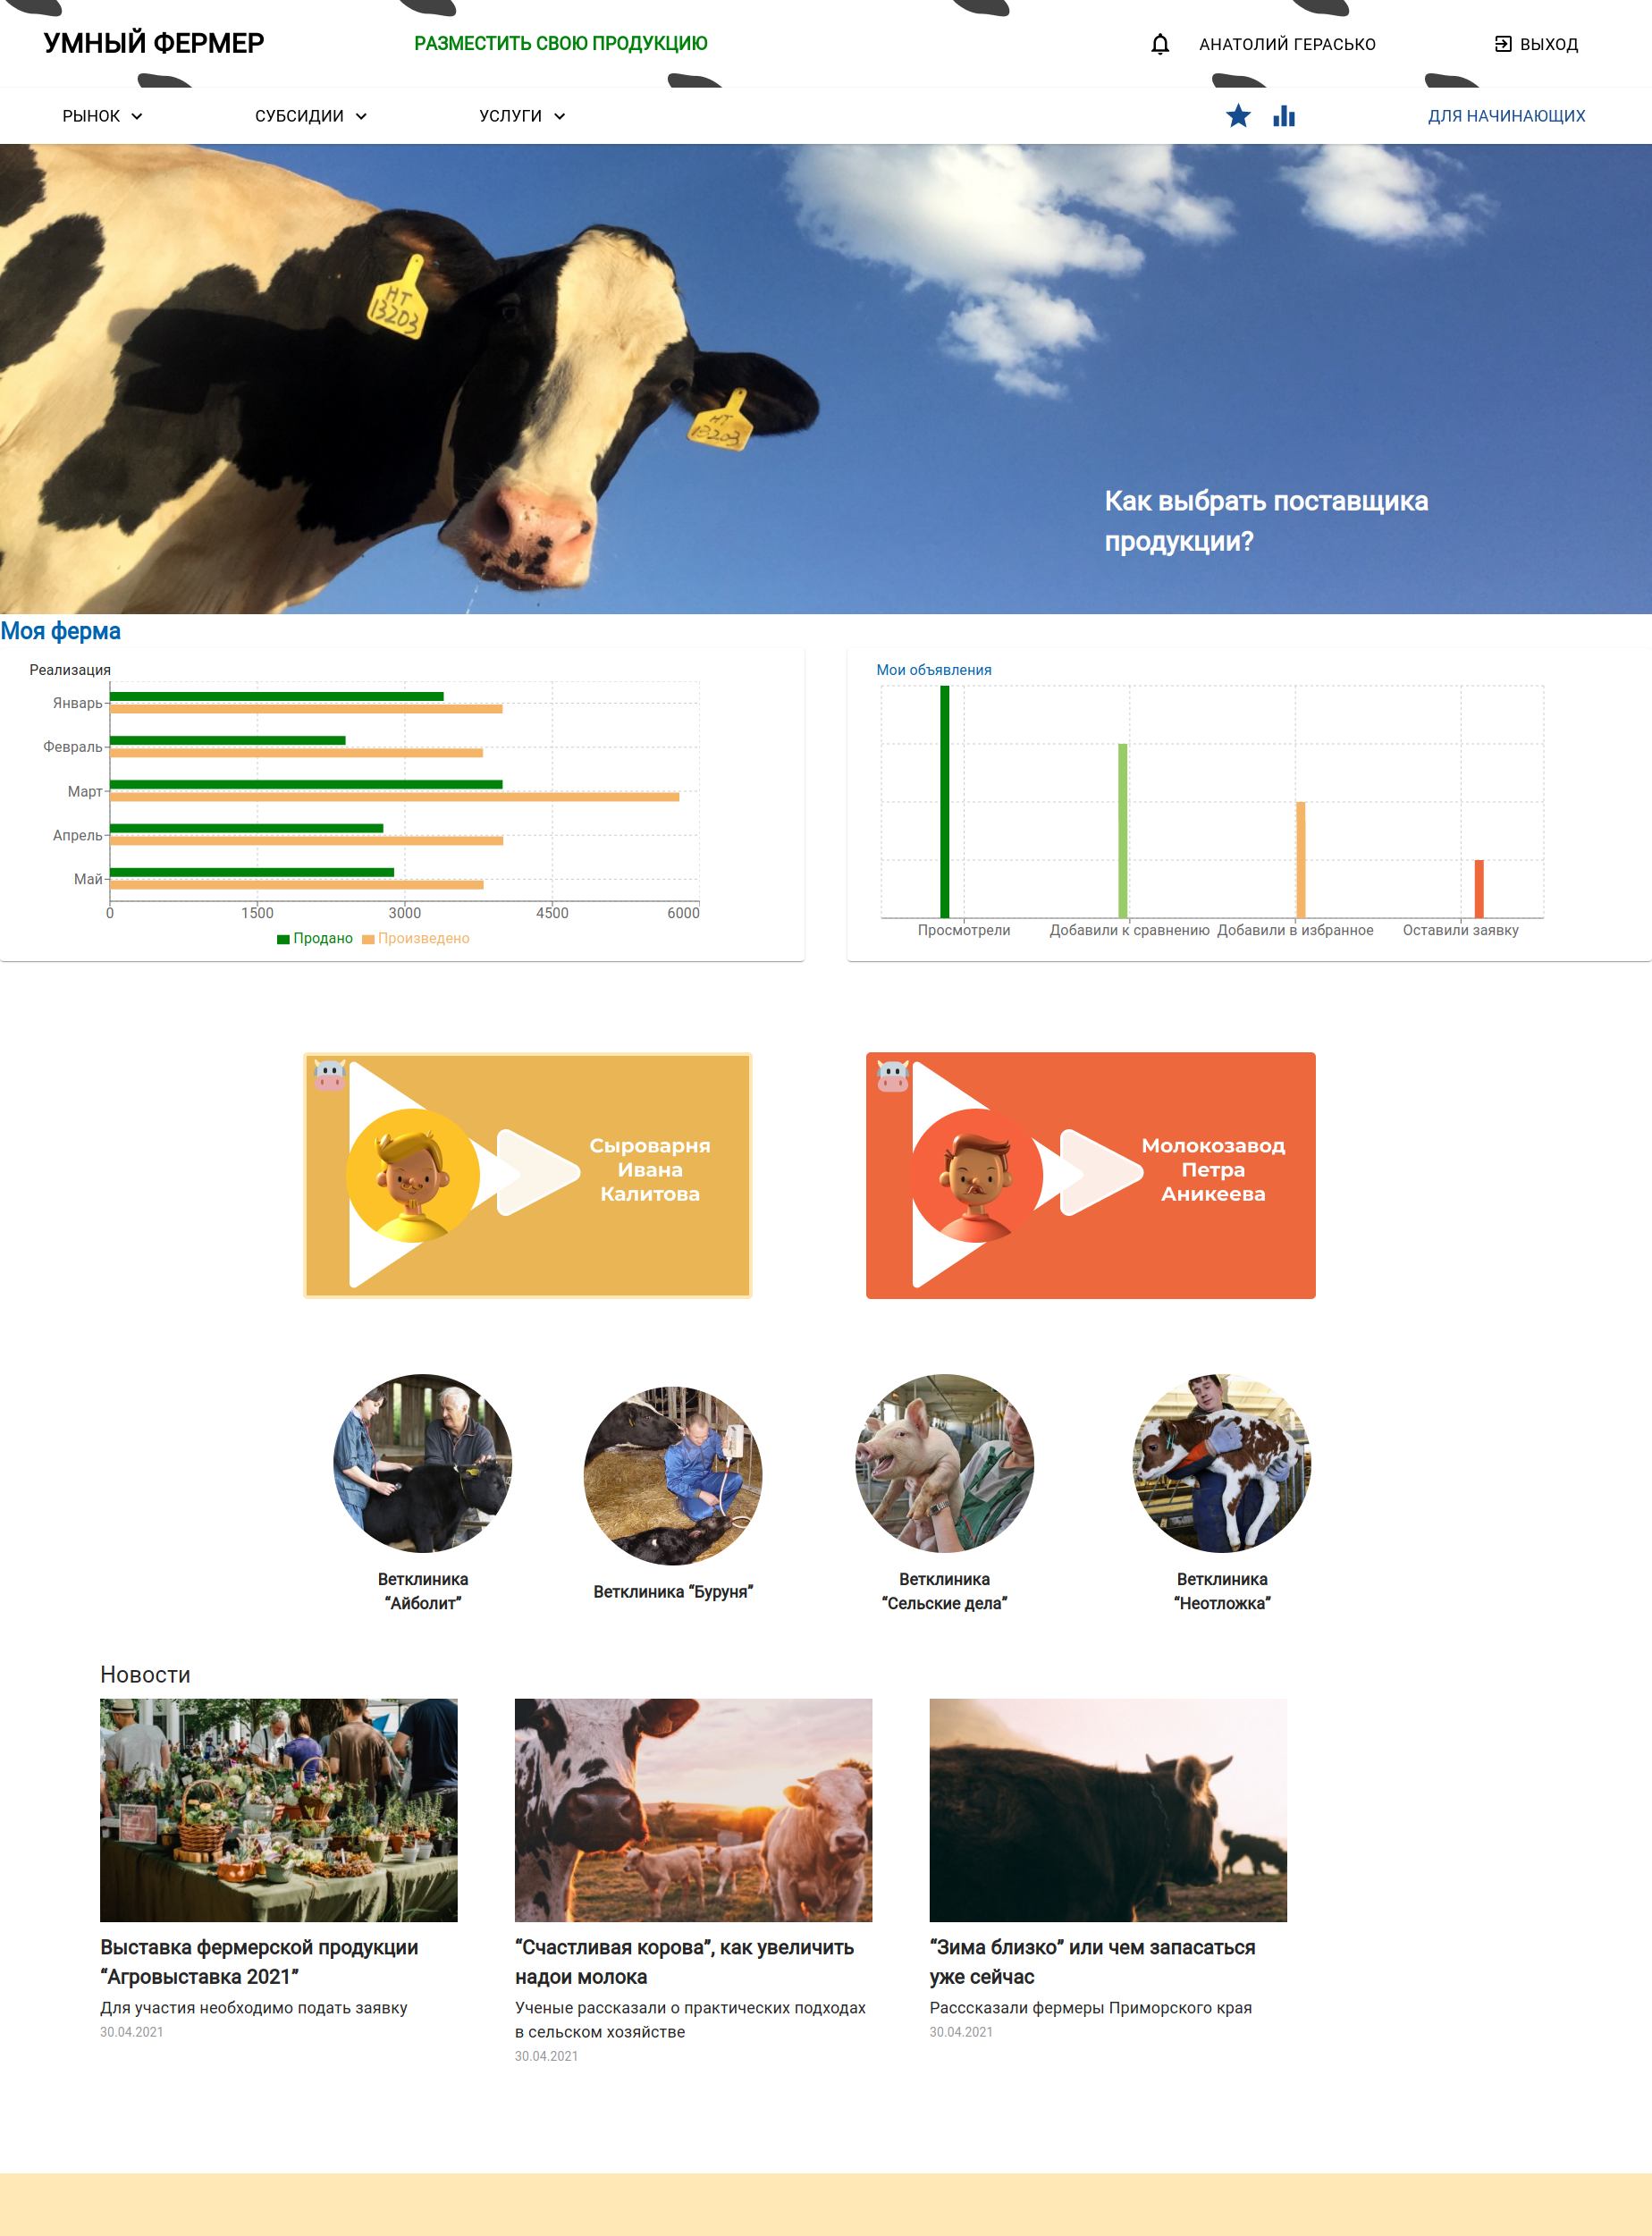 УМНЫЙ ФЕРМЕР
РАЗМЕСТИТЬ СВОЮ ПРОДУКЦИЮ
АНАТОЛИЙ ГЕРАСЬКО
ВЫХОД
РЫНОК
СУБСИДИИ
УСЛУГИ
ДЛЯ НАЧИНАЮЩИХ
НТ
13203
НТ
13203
Как выбрать поставщика
продукции?
Моя ферма
Реализация
Январь
Февраль
Март
Апрель
Май
0 1500 3000 4500 6000
Продано Произведено
Мои объявления
Просмотрели Добавили к сравнению Добавили в избранное Оставили заявку
Сыроварня
Ивана
Калитова
Молокозавод
Петра
Аникеева
Ветклиника
“Айболит”
Ветклиника “Буруня”
Ветклиника
“Сельские дела”
Ветклиника
“Неотложка”
Новости
Выставка фермерской продукции
“Агровыставка 2021”
Для участия необходимо подать заявку
30.04.2021
“Счастливая корова”, как увеличить
надои молока
Ученые рассказали о практических подходах
в сельском хозяйстве
30.04.2021
“Зима близко” или чем запасаться
уже сейчас
Расссказали фермеры Приморского края
30.04.2021